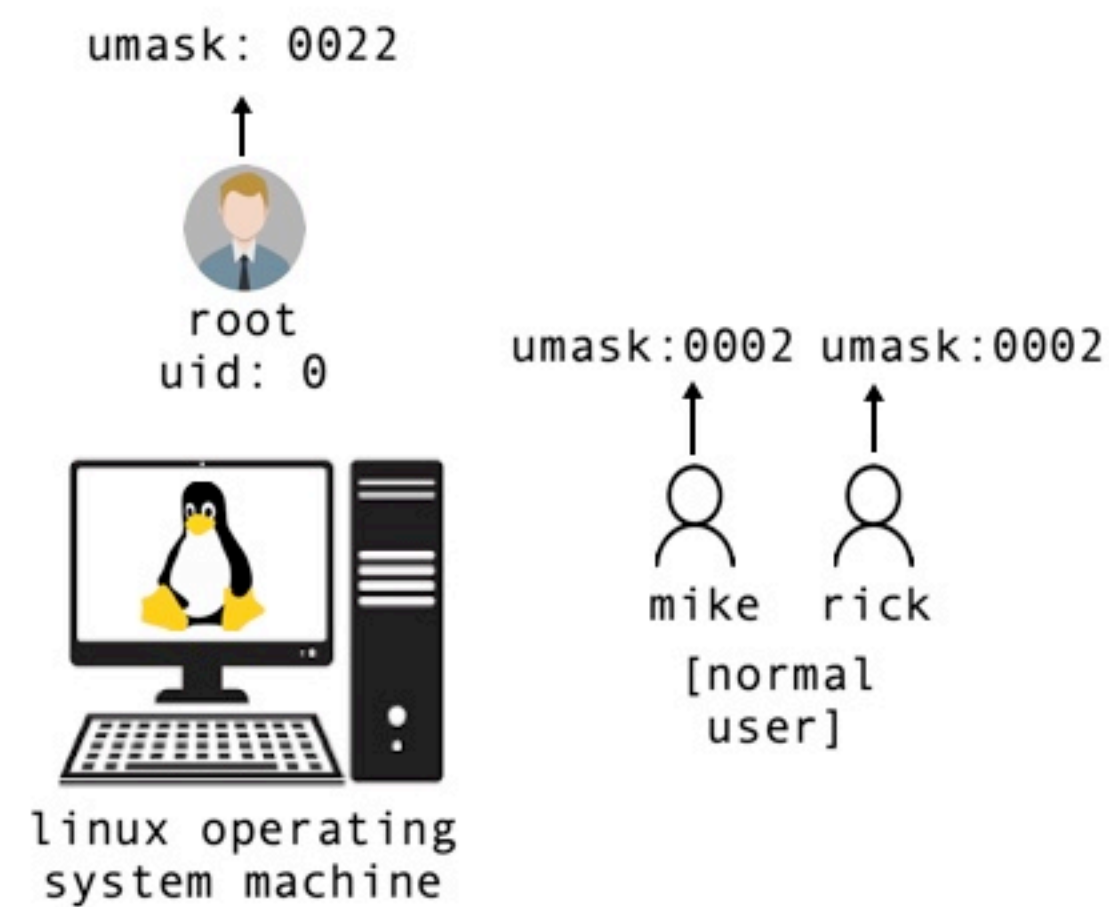 umask: 0022
root
uid: 0
umask:0002 umask:0002
mike rick
[normal
user]
linux operating
system machine